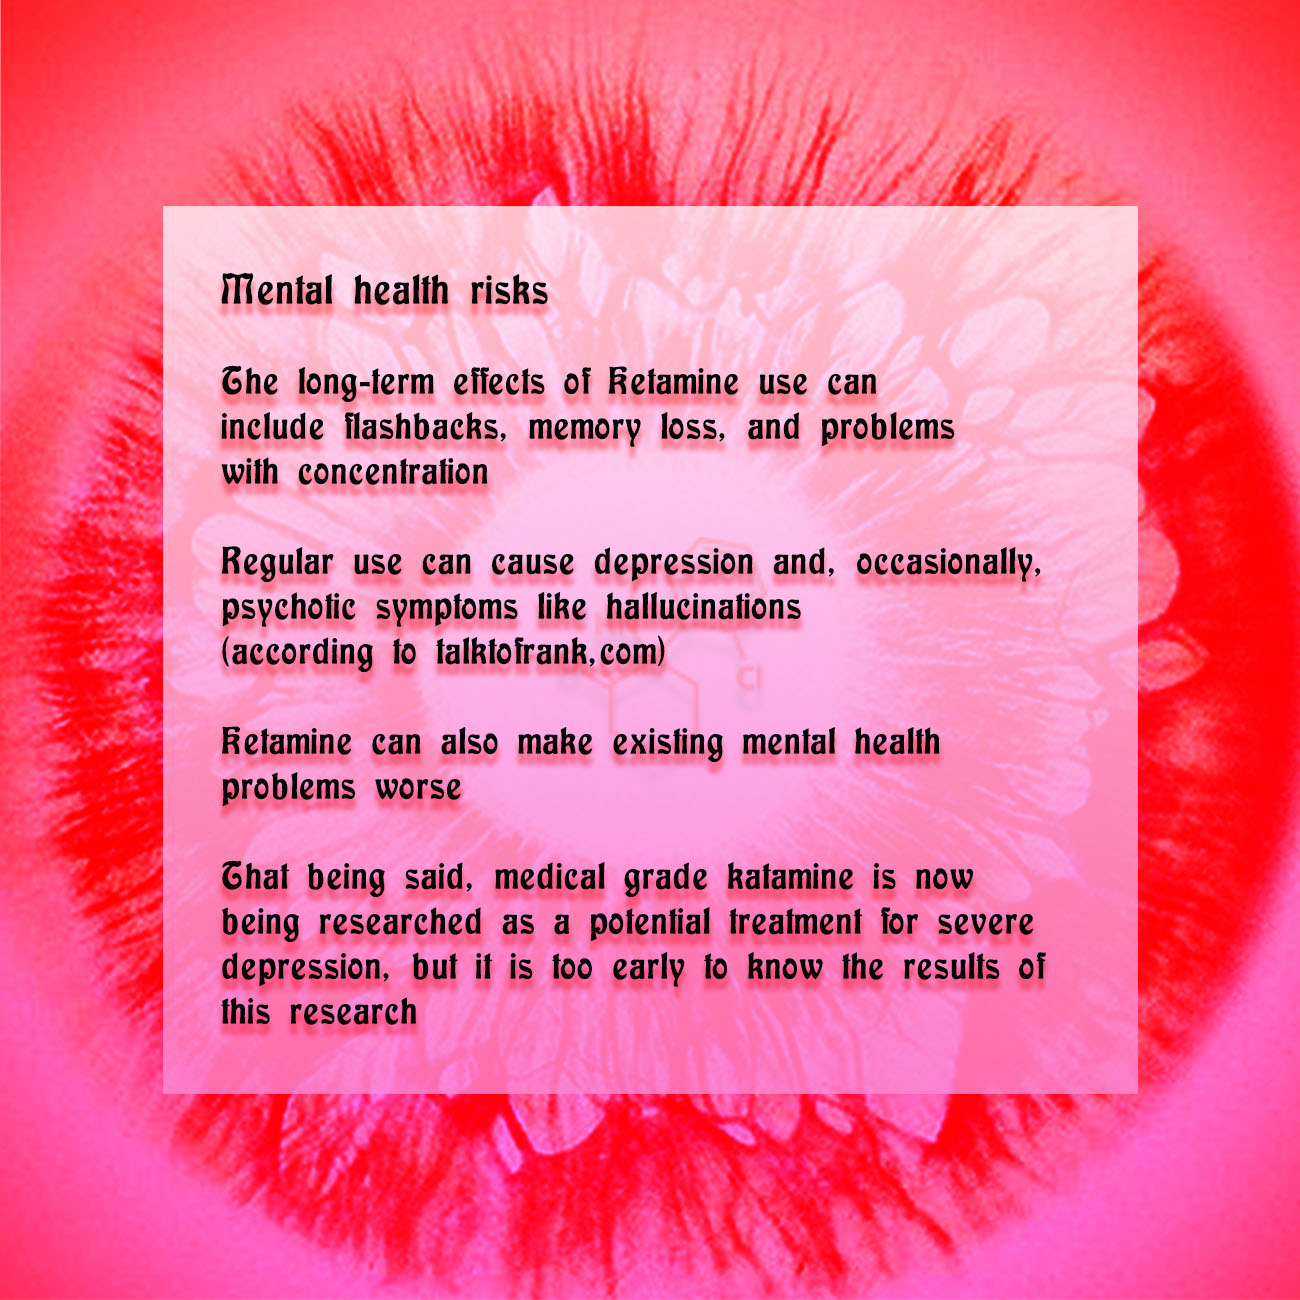 Mental health risks
The long-term effects of Ketamine use can
include flashbacks, memory loss, and problems
with concentration
Regular use can cause depression and, occasionally,
psychotic symptoms like hallucinations
(according to talktofrank,com)
Cl
Ketamine can also make existing mental health
problems worse
That being said, medical grade katamine is now
being researched as a potential treatment for severe
depression, but it is too early to know the results of
this research